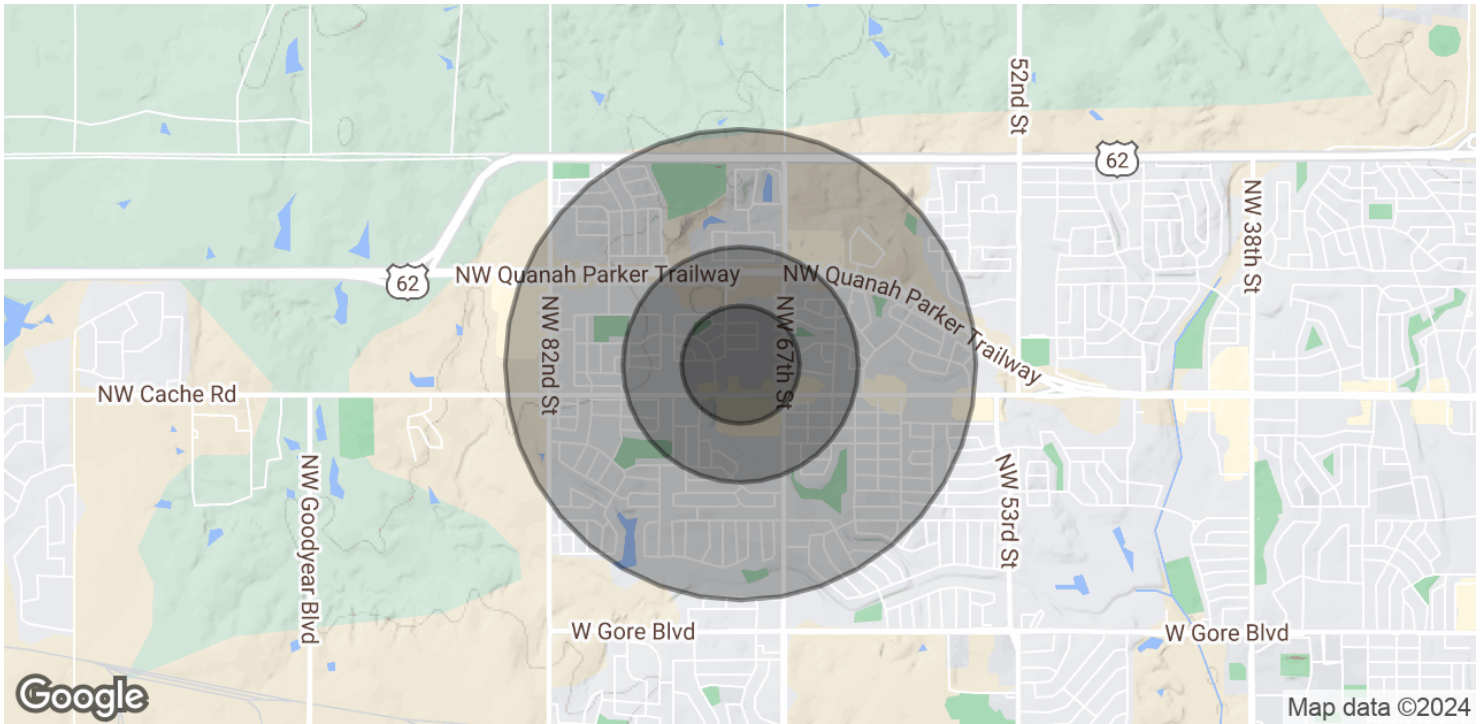 52nd St
62
NW 38th St
62
NW Quanah Parker Trailway
NW Quanah Parker Trailway
NW 82nd St
NW 67th St
NW Cache Rd
NW Goodyear Blvd
NW 53rd St
W Gore Blvd
W Gore Blvd
Google
Map data ©2024